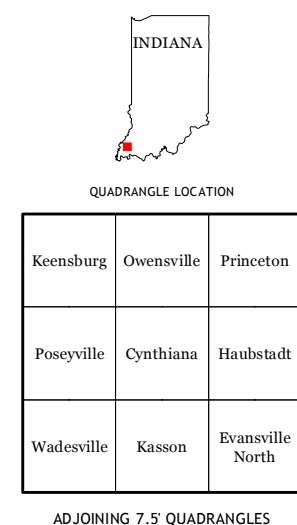 INDIANA
QUADRANGLE LOCATION
Keensburg Owensville Princeton
Poseyville Cynthiana Haubstadt
Wadesville Kasson Evansville North
ADJOINING 7.5' QUADRANGLES